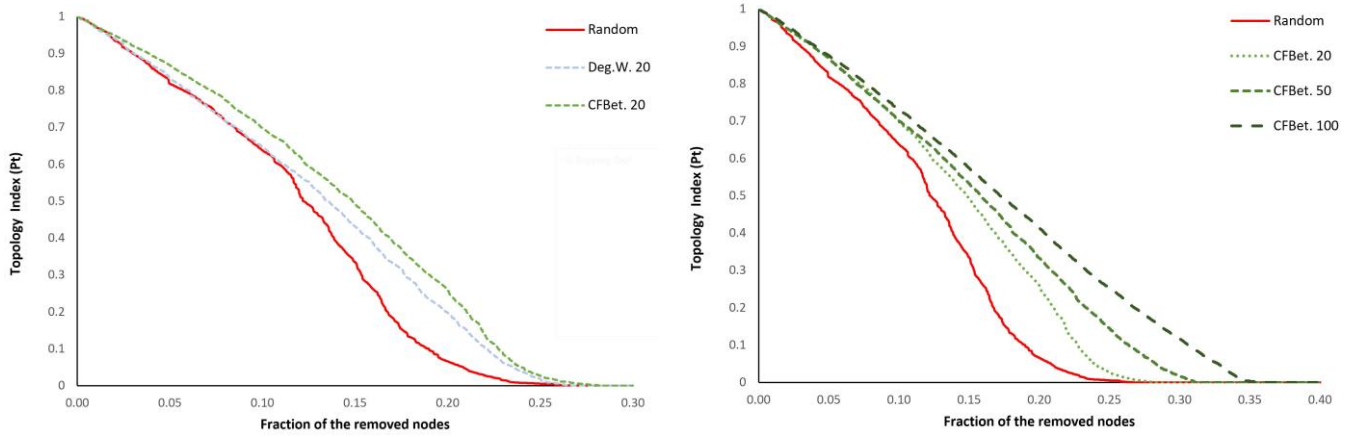 1
0.9
0.8
0.7
0.6
0.5
0.4
0.3
0.2
0.1
0
Topology Index (Pt)
0.00 0.05 0.10 0.15 0.20 0.25 0.30
Fraction of the removed nodes
Random
Deg.W. 20
CFBet. 20
1
0.9
0.8
0.7
0.6
0.5
0.4
0.3
0.2
0.1
0
Topology Index (Pt)
0.00 0.05 0.10 0.15 0.20 0.25 0.30 0.35 0.40
Fraction of the removed nodes
Random
CFBet. 20
CFBet. 50
CFBet. 100